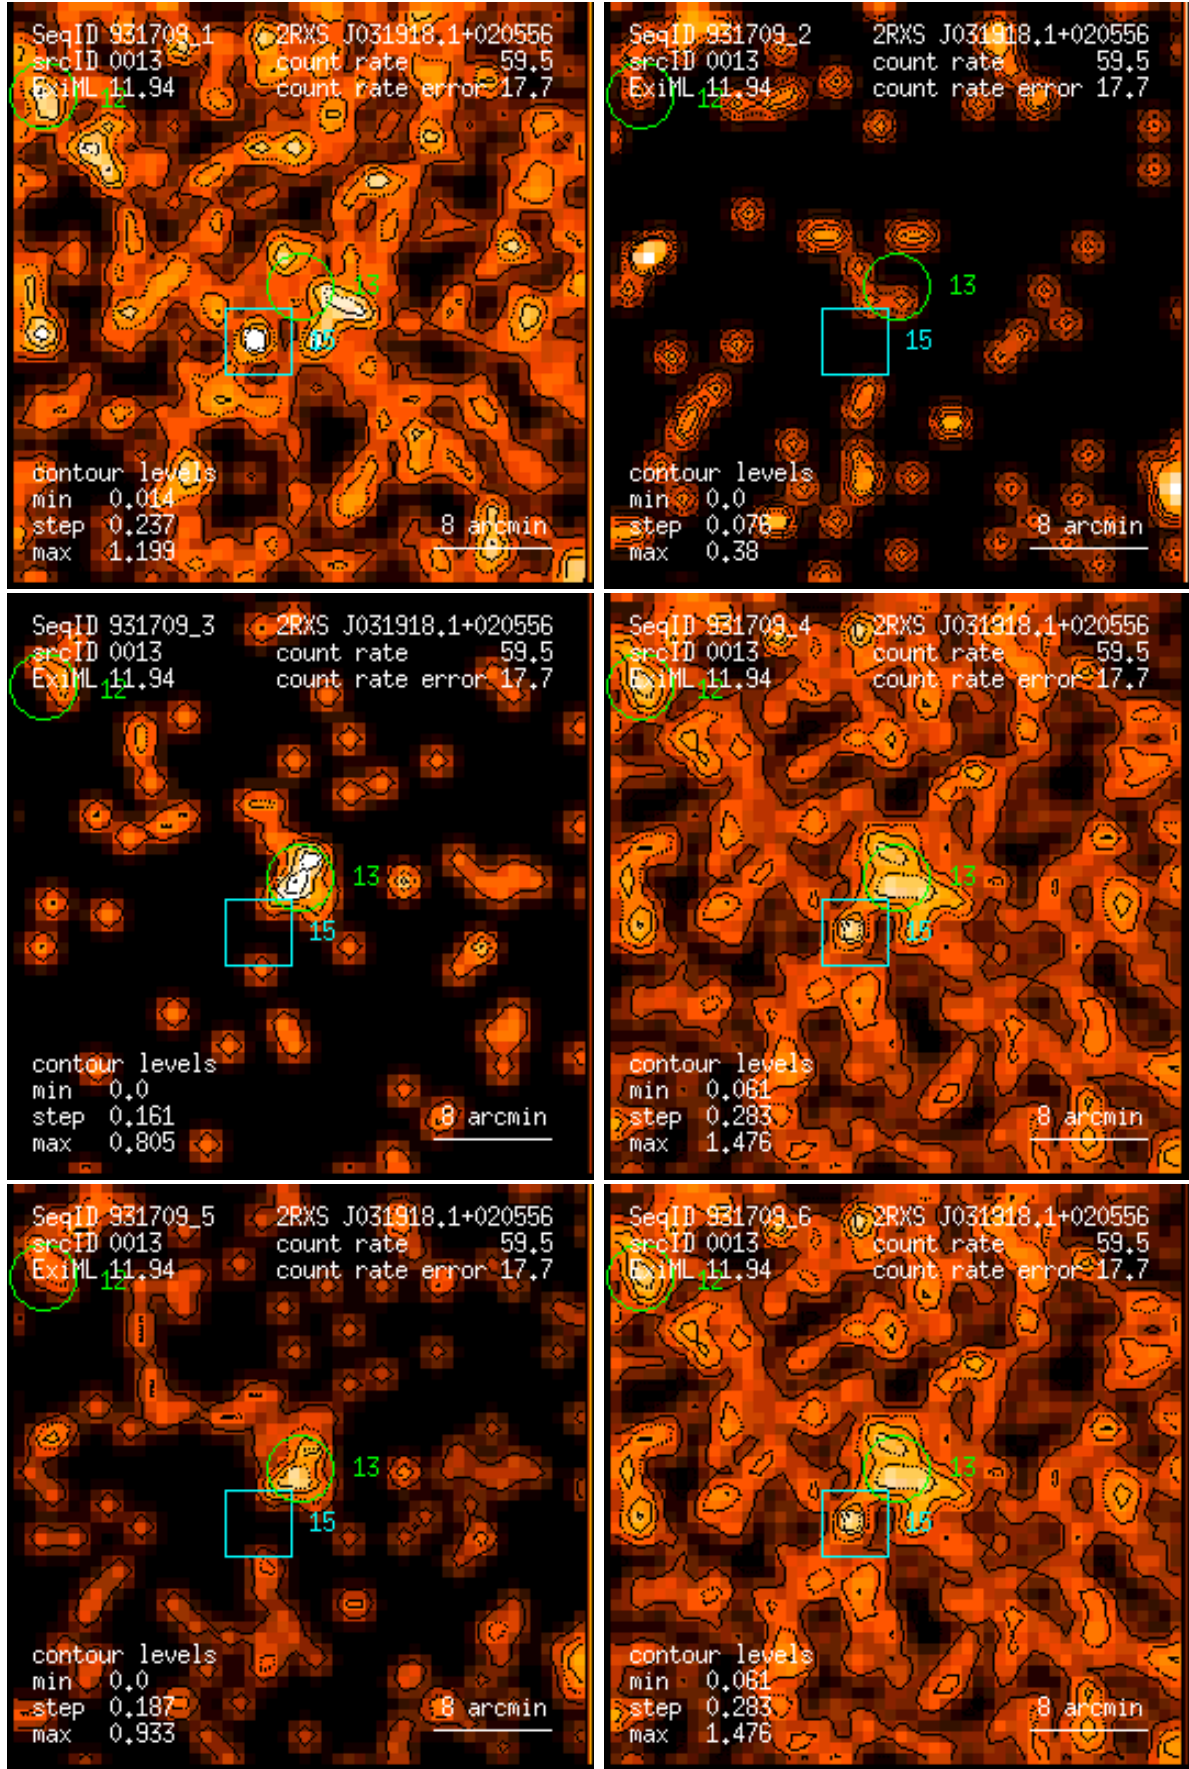 SeqID 931709_1 2RXS J031918.1+020556
srcID 0013 count rate 59.5
ExiML 11.94 count rate error 17.7
12
13
15
contour levels
min 0.014
step 0.237
max 1.199
8 arcmin
SeqID 931709_2 2RXS J031918.1+020556
srcID 0013 count rate 59.5
ExiML 11.94 count rate error 17.7
12
13
15
contour levels
min 0.0
step 0.076
max 0.38
8 arcmin
SeqID 931709_3 2RXS J031918.1+020556
srcID 0013 count rate 59.5
ExiML 11.94 count rate error 17.7
12
13
15
contour levels
min 0.0
step 0.161
max 0.805
8 arcmin
SeqID 931709_4 2RXS J031918.1+020556
srcID 0013 count rate 59.5
ExiML 11.94 count rate error 17.7
12
13
15
contour levels
min 0.061
step 0.283
max 1.476
8 arcmin
SeqID 931709_5 2RXS J031918.1+020556
srcID 0013 count rate 59.5
ExiML 11.94 count rate error 17.7
12
13
15
contour levels
min 0.0
step 0.187
max 0.933
8 arcmin
SeqID 931709_6 2RXS J031918.1+020556
srcID 0013 count rate 59.5
ExiML 11.94 count rate error 17.7
12
13
15
contour levels
min 0.061
step 0.283
max 1.476
8 arcmin